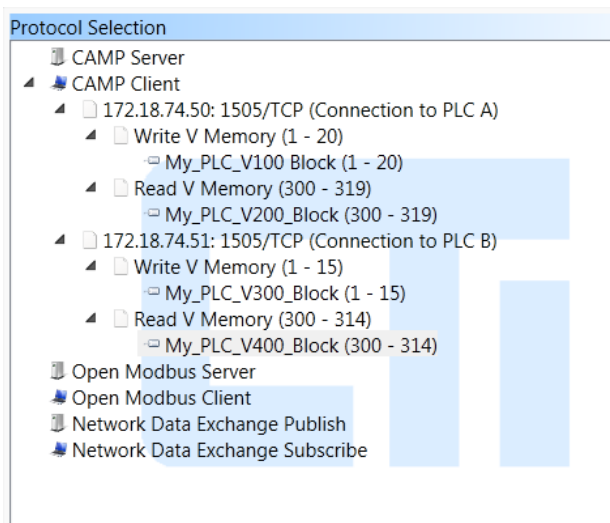 Protocol Selection
CAMP Server
CAMP Client
172.18.74.50: 1505/TCP (Connection to PLC A)
Write V Memory (1 - 20)
My_PLC_V100 Block (1 - 20)
Read V Memory (300 - 319)
My_PLC_V200_Block (300 - 319)
172.18.74.51: 1505/TCP (Connection to PLC B)
Write V Memory (1 - 15)
My_PLC_V300_Block (1 - 15)
Read V Memory (300 - 314)
My_PLC_V400_Block (300 - 314)
Open Modbus Server
Open Modbus Client
Network Data Exchange Publish
Network Data Exchange Subscribe